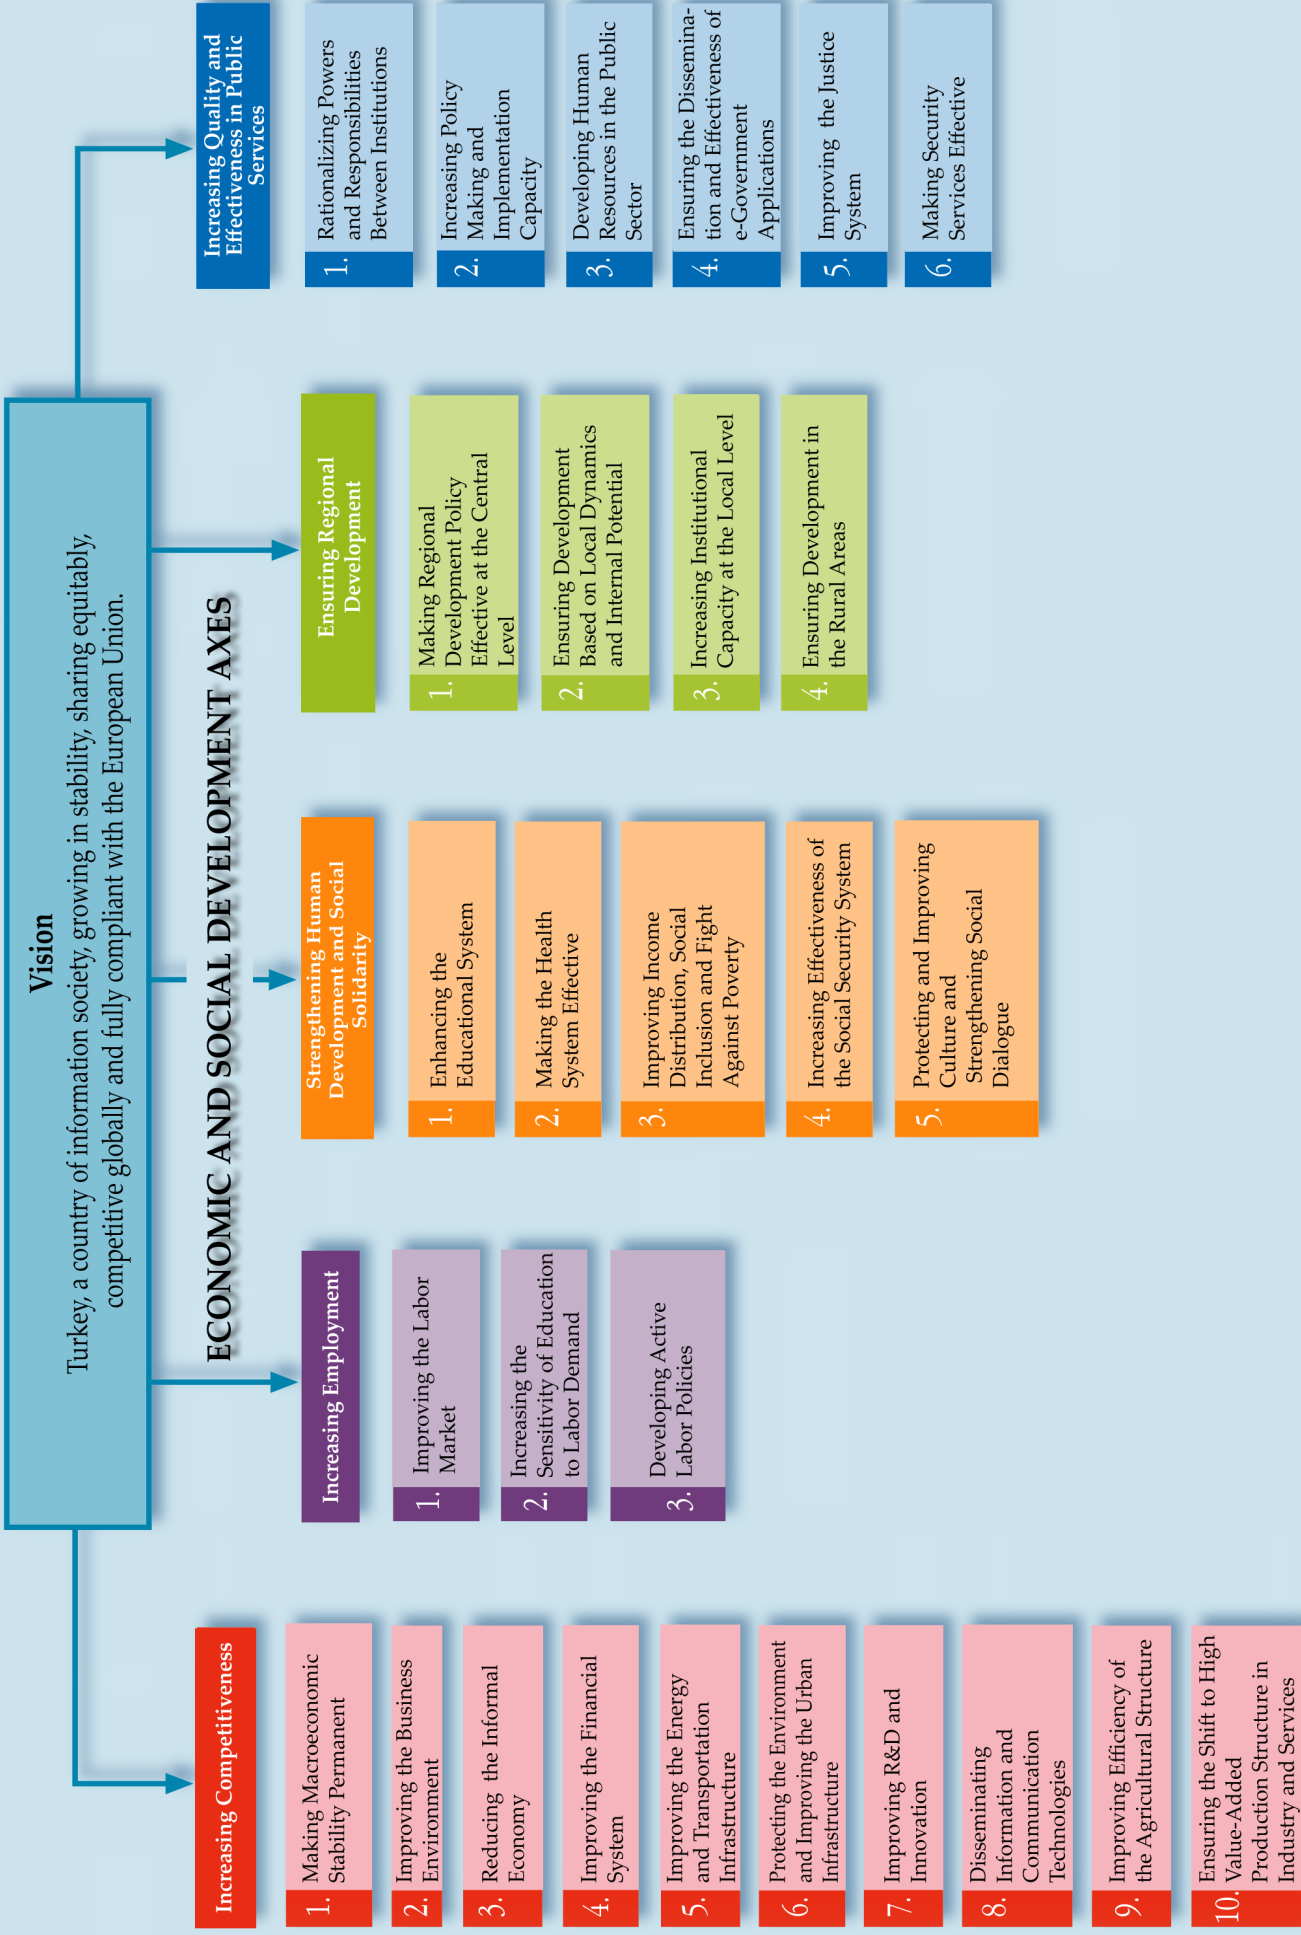 Vision
Turkey, a country of information society, growing in stability, sharing equitably,
competitive globally and fully compliant with the European Union.
ECONOMIC AND SOCIAL DEVELOPMENT AXES
Increasing Competitiveness
1. Making Macroeconomic
Stability Permanent
2. Improving the Business
Environment
3. Reducing the Informal
Economy
4. Improving the Financial
System
5. Improving the Energy
and Transportation
Infrastructure
6. Protecting the Environment
and Improving the Urban
Infrastructure
7. Improving R&D and
Innovation
8. Disseminating
Information and
Communication
Technologies
9. Improving Efficiency of
the Agricultural Structure
10. Ensuring the Shift to High
Value-Added
Production Structure in
Industry and Services
Increasing Employment
1. Improving the Labor
Market
2. Increasing the
Sensitivity of Education
to Labor Demand
3. Developing Active
Labor Policies
Strengthening Human
Development and Social
Solidarity
1. Enhancing the
Educational System
2. Making the Health
System Effective
3. Improving Income
Distribution, Social
Inclusion and Fight
Against Poverty
4. Increasing Effectiveness of
the Social Security System
5. Protecting and Improving
Culture and
Strengthening Social
Dialogue
Ensuring Regional
Development
1. Making Regional
Development Policy
Effective at the Central
Level
2. Ensuring Development
Based on Local Dynamics
and Internal Potential
3. Increasing Institutional
Capacity at the Local Level
4. Ensuring Development in
the Rural Areas
Increasing Quality and
Effectiveness in Public
Services
1. Rationalizing Powers
and Responsibilities
Between Institutions
2. Increasing Policy
Making and
Implementation
Capacity
3. Developing Human
Resources in the Public
Sector
4. Ensuring the Dissemina-
tion and Effectiveness of
e-Government
Applications
5. Improving the Justice
System
6. Making Security
Services Effective